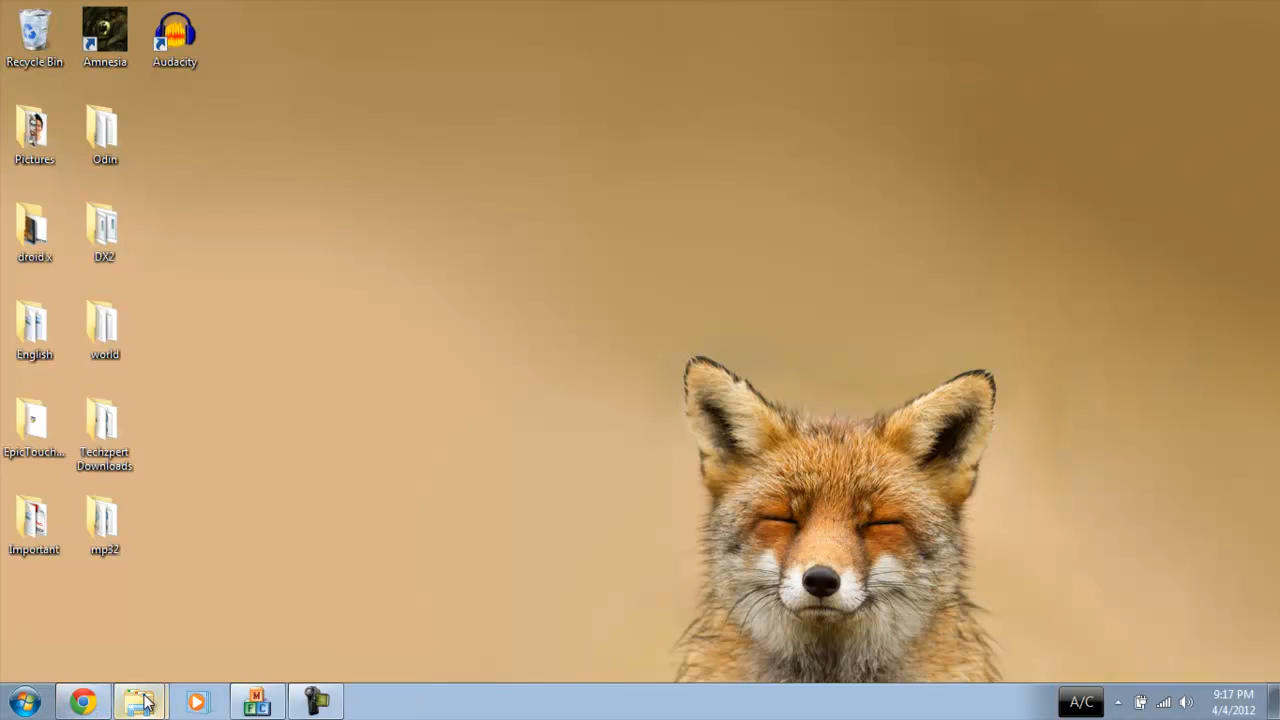 Recycle Bin
Amnesia
Audacity
Pictures
Odin
droid x
DX2
English
world
EpicTouch...
Techzpert
Downloads
Important
mp32
M
F C
A/C
9:17 PM
4/4/2012